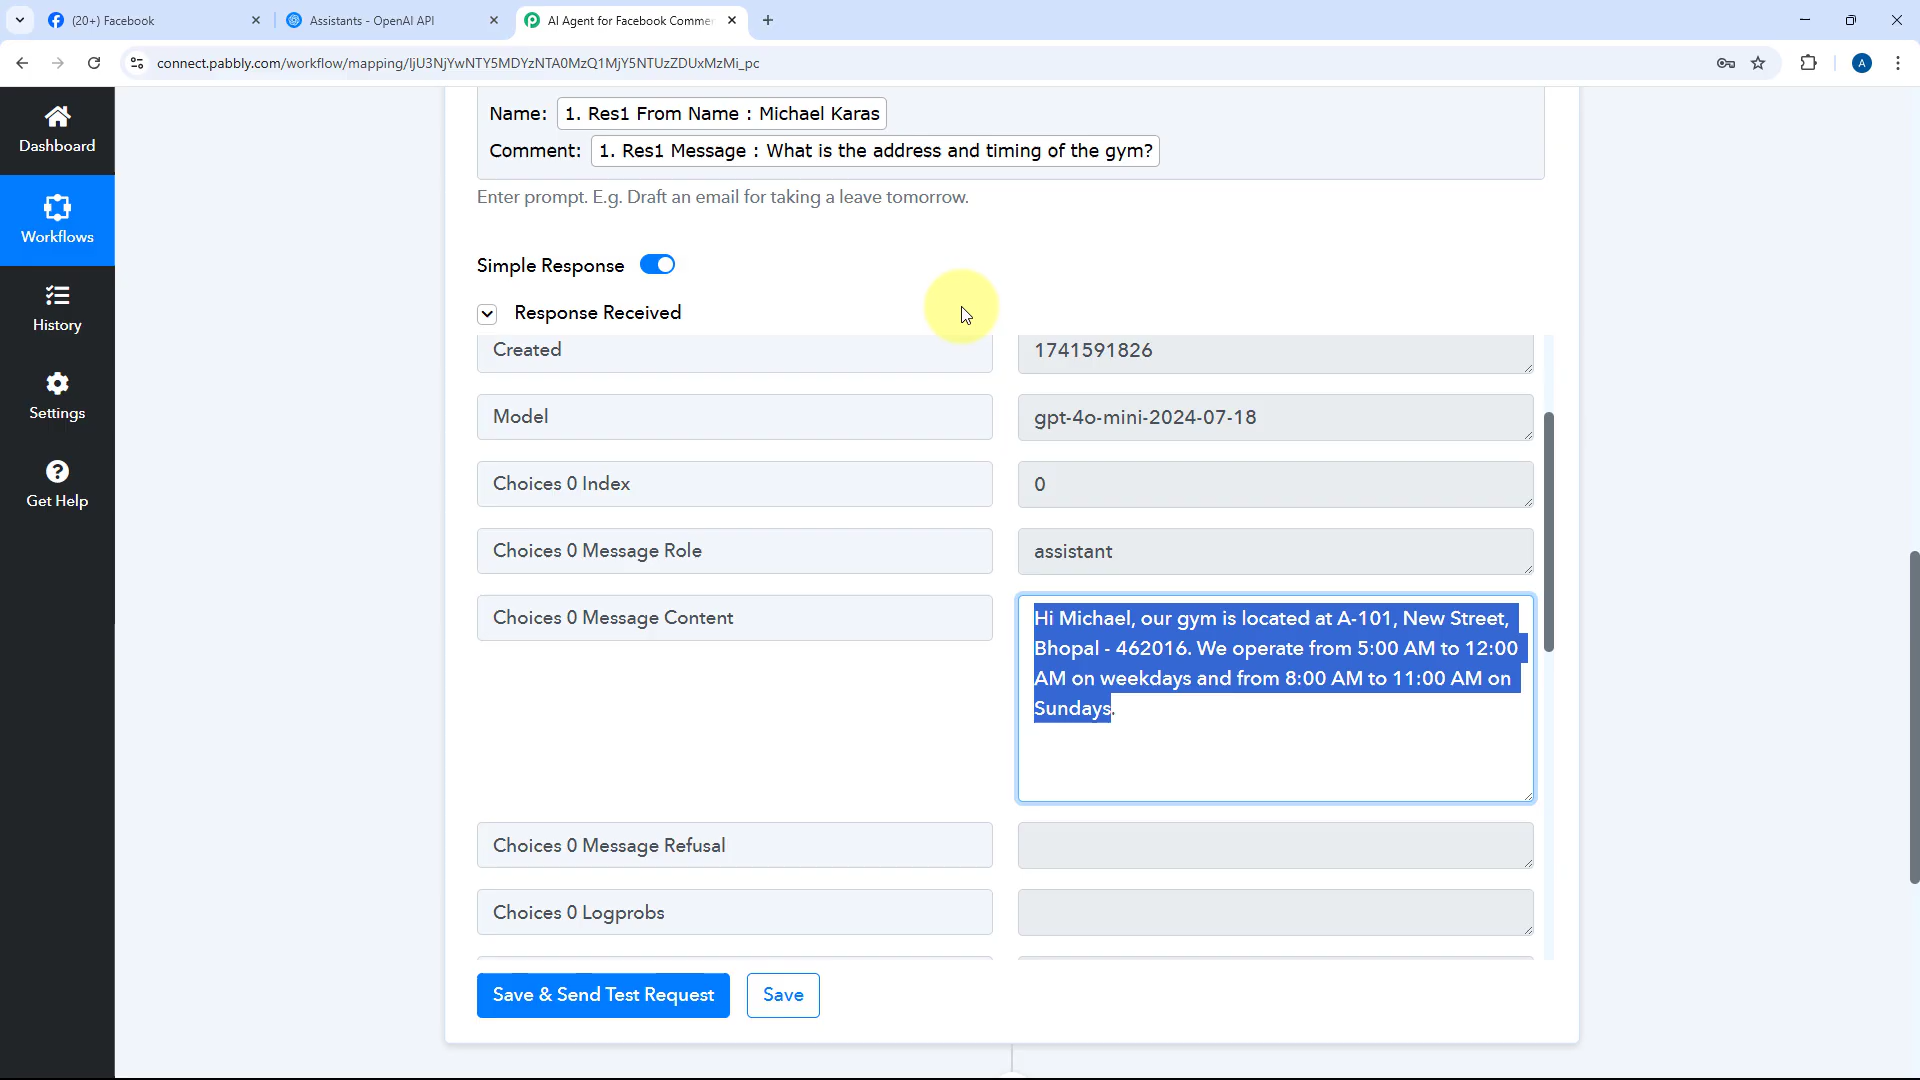 (20+) Facebook
Assistants - OpenAI API
AI Agent for Facebook Comme
connect.pabbly.com/workflow/mapping/IjU3NjYwNTY5MDYzNTA0MzQ1MjY5NTUzZDUxMzMi_pc
A
Dashboard
Workflows
History
Settings
Get Help
Name: 1. Res1 From Name : Michael Karas
Comment: 1. Res1 Message : What is the address and timing of the gym?
Enter prompt. E.g. Draft an email for taking a leave tomorrow.
Simple Response
Response Received
Created
1741591826
Model
gpt-4o-mini-2024-07-18
Choices 0 Index
0
Choices 0 Message Role
assistant
Choices 0 Message Content
Hi Michael, our gym is located at A-101, New Street,
Bhopal - 462016. We operate from 5:00 AM to 12:00
AM on weekdays and from 8:00 AM to 11:00 AM on
Sundays.
Choices 0 Message Refusal
Choices 0 Logprobs
Save & Send Test Request
Save